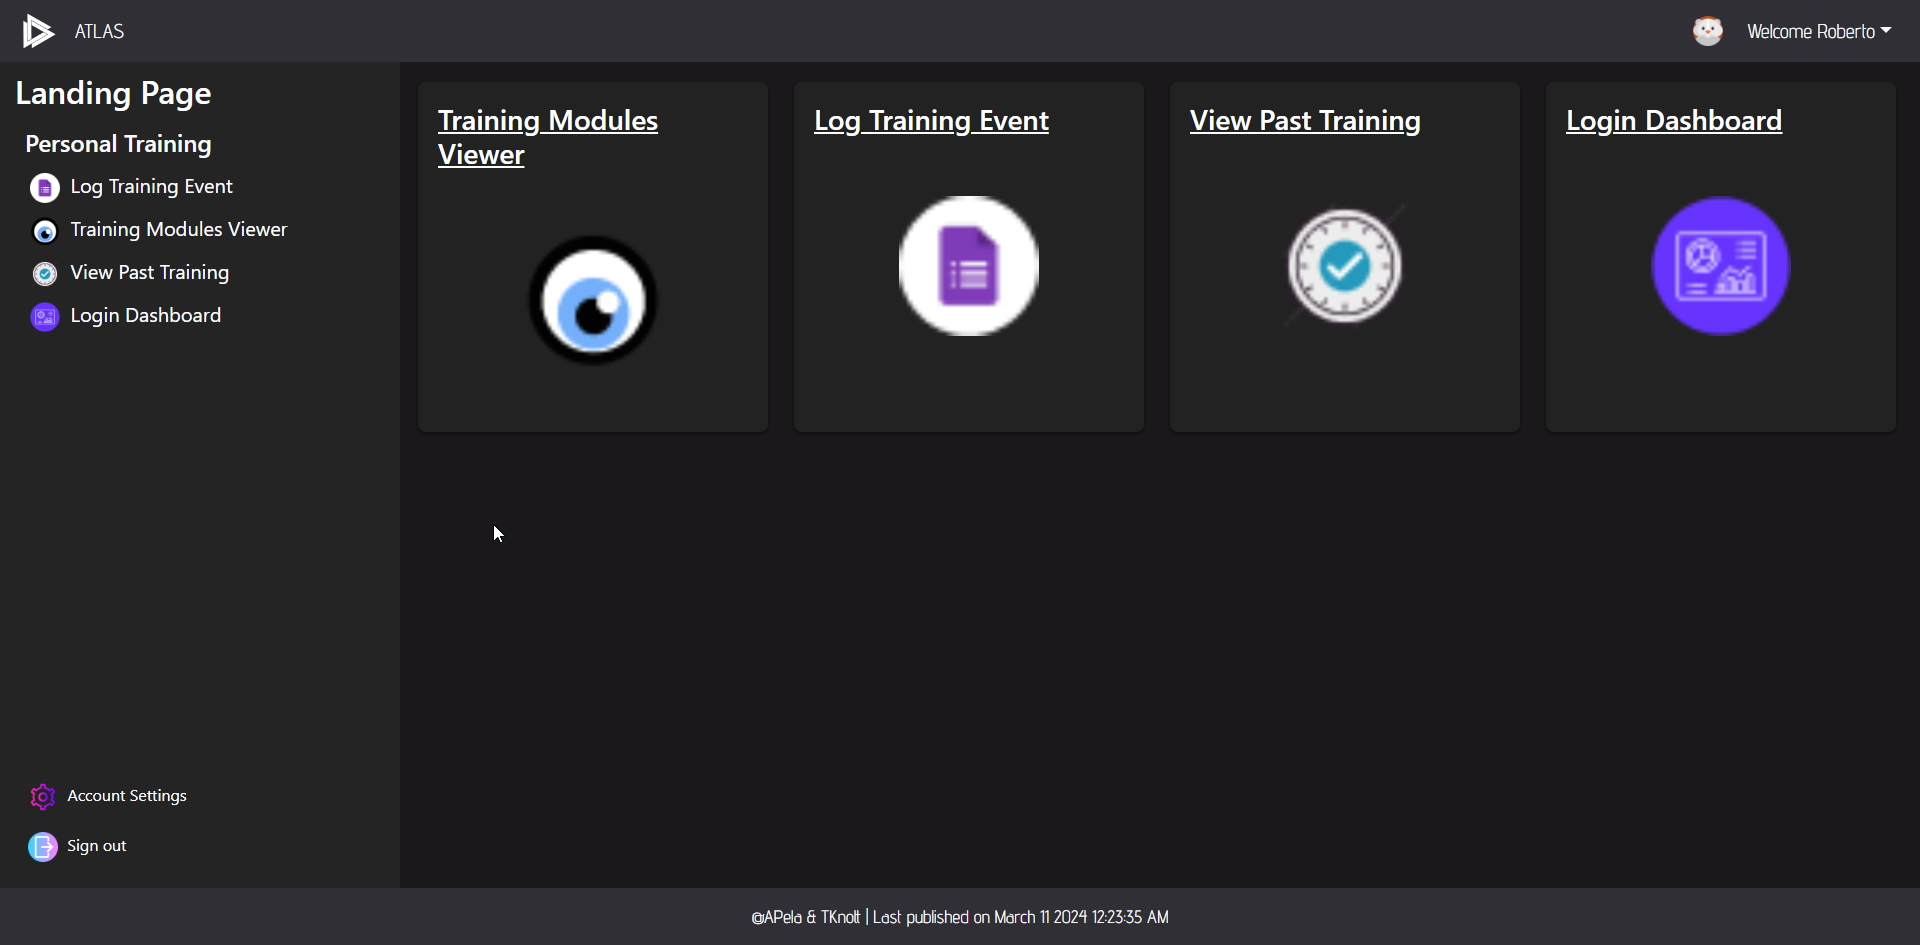 ATLAS
Welcome Roberto
Landing Page
Personal Training
Log Training Event
Training Modules Viewer
View Past Training
Login Dashboard
Account Settings
Sign out
Training Modules
Viewer
Log Training Event
View Past Training
Login Dashboard
@APela & TKnott | Last published on March 11 2024 12:23:35 AM